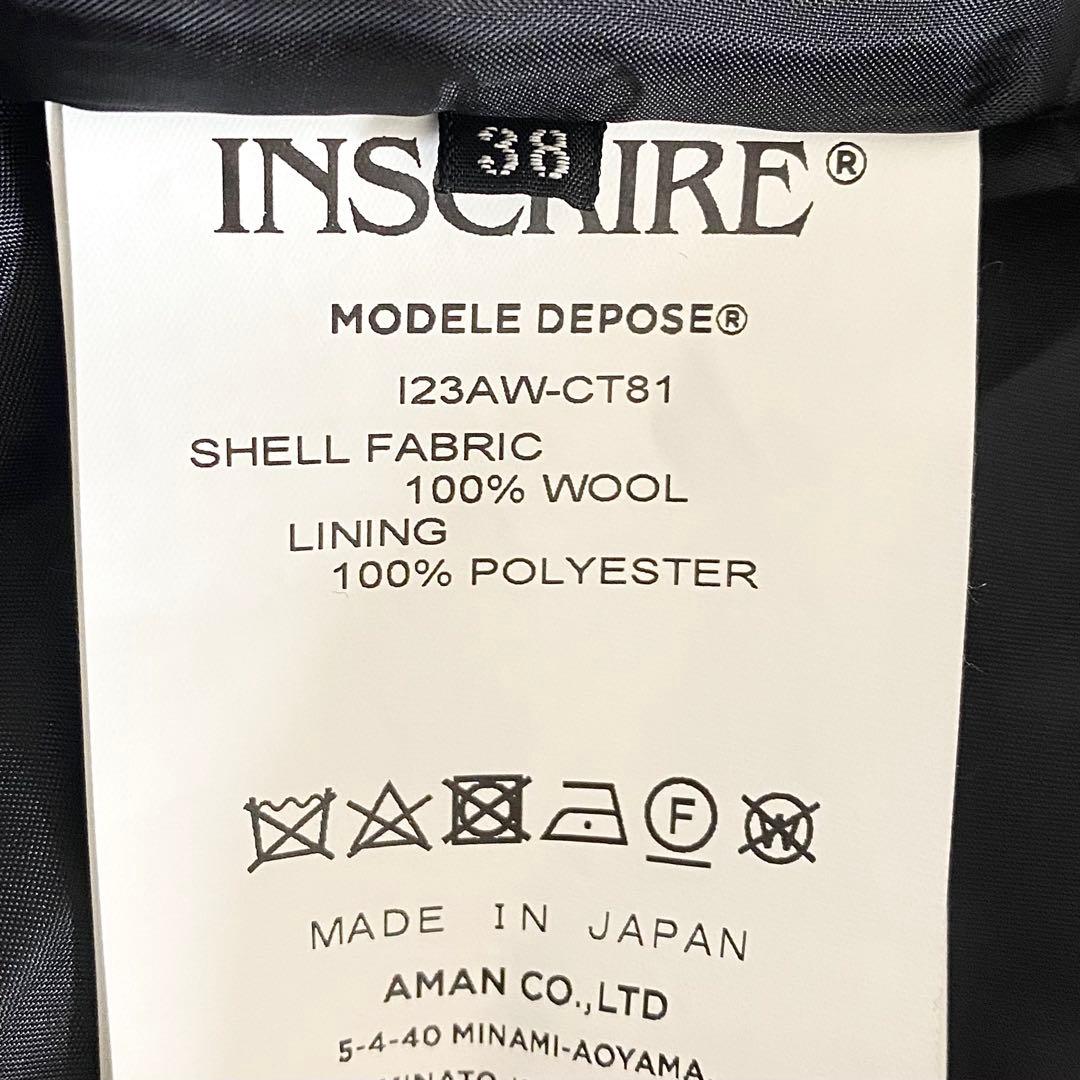 38
INSCRIRE®
MODELE DEPOSE®
I23AW-CT81
SHELL FABRIC
100% WOOL
LINING
100% POLYESTER
F
W
MADE IN JAPAN
AMAN CO.,LTD
5-4-40 MINAMI-AOYAMA,